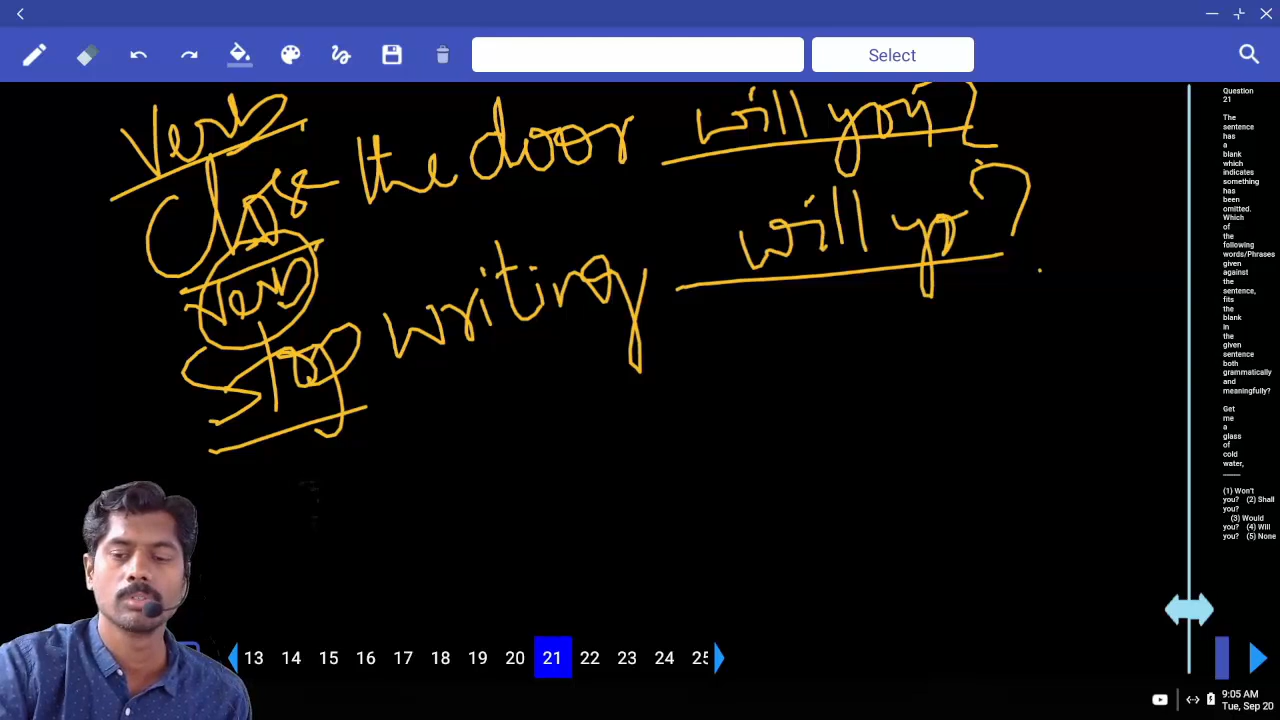 Select
Verb
Close the door will you?
Verb
Stop writing will yo?
Question
21
The
sentence
has
a
blank
which
indicates
something
has
been
omitted.
Which
of
the
following
words/Phrases
given
against
the
sentence,
fits
the
blank
in
the
given
sentence
both
grammatically
and
meaningfully?
Get
me
a
glass
of
cold
water,
____
(1) Won't
you? (2) Shall
you?
(3) Would
you? (4) Will
you? (5) None
13 14 15 16 17 18 19 20 21 22 23 24 25
9:05 AM
Tue, Sep 20